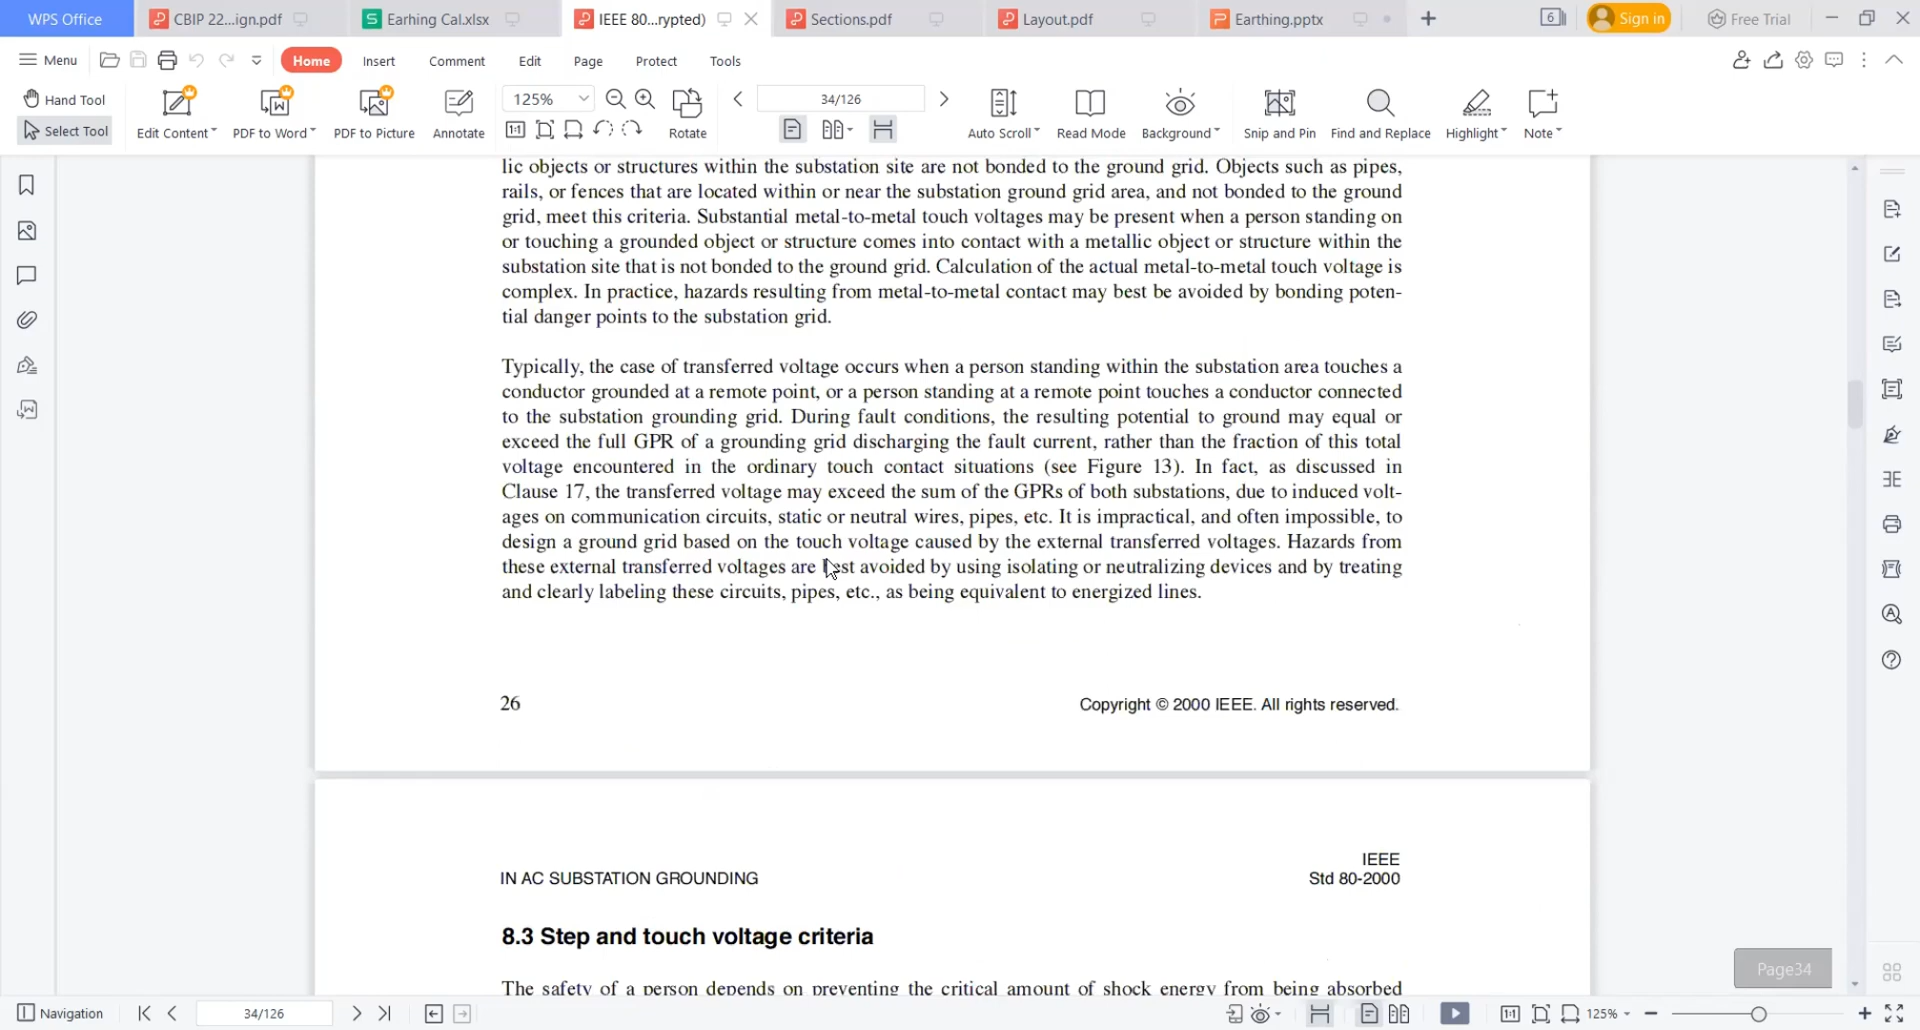 WPS Office
CBIP 22...ign.pdf
Earhing Cal.xlsx
IEEE 80...rypted)
Sections.pdf
Layout.pdf
Earthing.pptx
6
Sign in
Free Trial
Menu
Home
Insert
Comment
Edit
Page
Protect
Tools
Hand Tool
Select Tool
Edit Content
PDF to Word
PDF to Picture
Annotate
125%
1:1
Rotate
34/126
Auto Scroll
Read Mode
Background
Snip and Pin
Find and Replace
Highlight
Note
lic objects or structures within the substation site are not bonded to the ground grid. Objects such as pipes,
rails, or fences that are located within or near the substation ground grid area, and not bonded to the ground
grid, meet this criteria. Substantial metal-to-metal touch voltages may be present when a person standing on
or touching a grounded object or structure comes into contact with a metallic object or structure within the
substation site that is not bonded to the ground grid. Calculation of the actual metal-to-metal touch voltage is
complex. In practice, hazards resulting from metal-to-metal contact may best be avoided by bonding poten-
tial danger points to the substation grid.
Typically, the case of transferred voltage occurs when a person standing within the substation area touches a
conductor grounded at a remote point, or a person standing at a remote point touches a conductor connected
to the substation grounding grid. During fault conditions, the resulting potential to ground may equal or
exceed the full GPR of a grounding grid discharging the fault current, rather than the fraction of this total
voltage encountered in the ordinary touch contact situations (see Figure 13). In fact, as discussed in
Clause 17, the transferred voltage may exceed the sum of the GPRs of both substations, due to induced volt-
ages on communication circuits, static or neutral wires, pipes, etc. It is impractical, and often impossible, to
design a ground grid based on the touch voltage caused by the external transferred voltages. Hazards from
these external transferred voltages are best avoided by using isolating or neutralizing devices and by treating
and clearly labeling these circuits, pipes, etc., as being equivalent to energized lines.
26
Copyright © 2000 IEEE. All rights reserved.
IEEE
IN AC SUBSTATION GROUNDING
Std 80-2000
8.3 Step and touch voltage criteria
The safety of a person depends on preventing the critical amount of shock energy from being absorbed
Page34
Navigation
34/126
1:1
125%